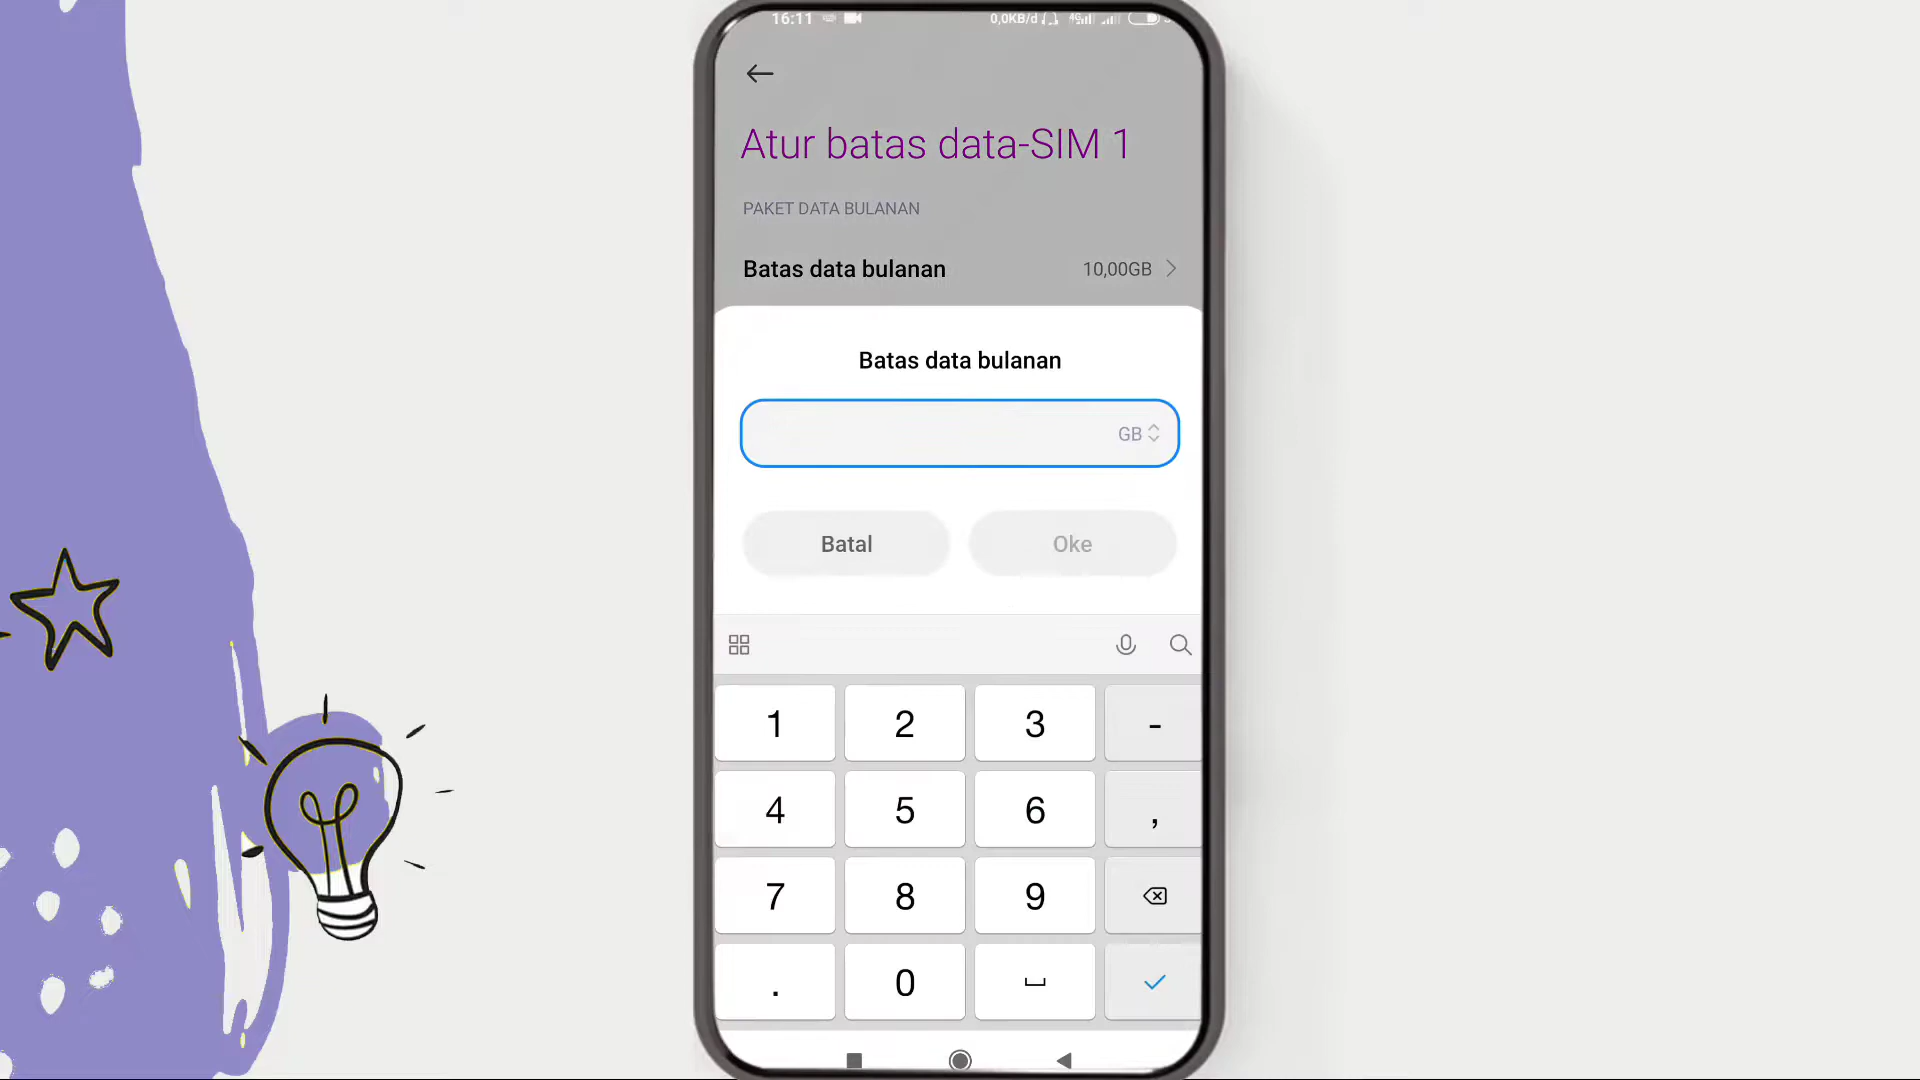 16:11 0,0KB/d 4G
Atur batas data-SIM 1
PAKET DATA BULANAN
Batas data bulanan 10,00GB
Batas data bulanan
GB
Batal Oke
1 2 3 -
4 5 6 ,
7 8 9
. 0